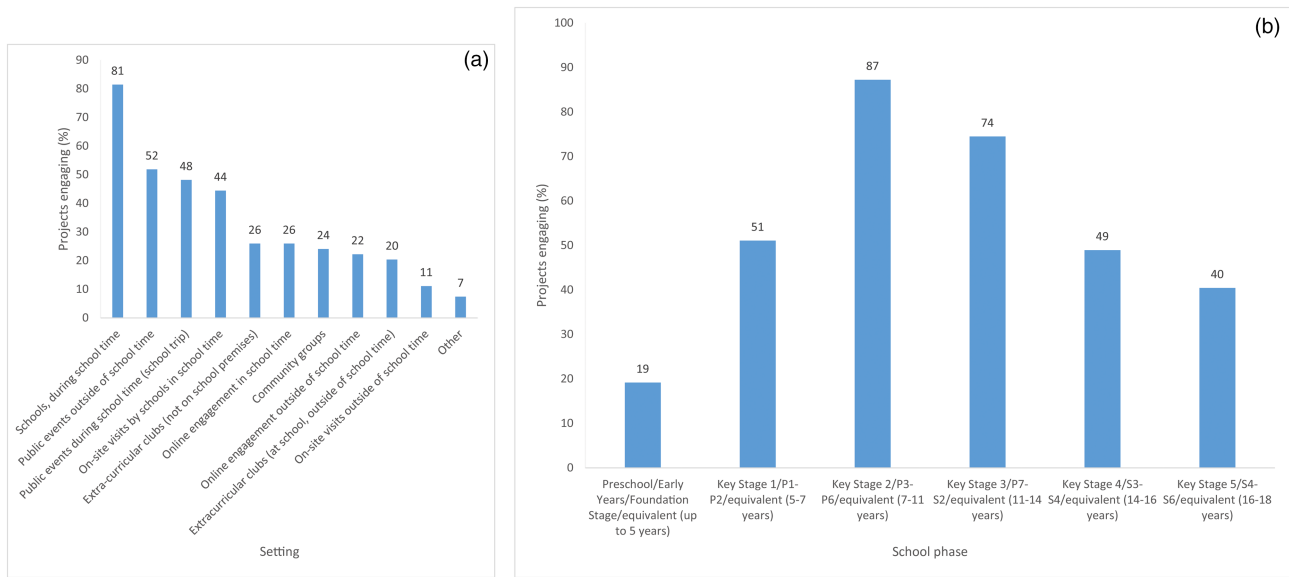 (a)
Projects engaging (%)
90
80
70
60
50
40
30
20
10
0
81
52
48
44
26
26
24
22
20
11
7
Schools, during school time
Public events outside of school time
Public events during school time (school trip)
On-site visits by schools in school time
Extra-curricular clubs (not on school premises)
Online engagement in school time
Community groups
Online engagement outside of school time
Extracurricular clubs (at school, outside of school time)
On-site visits outside of school time
Other
Setting
(b)
Projects engaging (%)
100
90
80
70
60
50
40
30
20
10
0
19
51
87
74
49
40
Preschool/Early
Years/Foundation
Stage/equivalent (up
to 5 years)
Key Stage 1/P1-
P2/equivalent (5-7
years)
Key Stage 2/P3-
P6/equivalent (7-11
years)
Key Stage 3/P7-
S2/equivalent (11-14
years)
Key Stage 4/S3-
S4/equivalent (14-16
years)
Key Stage 5/S4-
S6/equivalent (16-18
years)
School phase